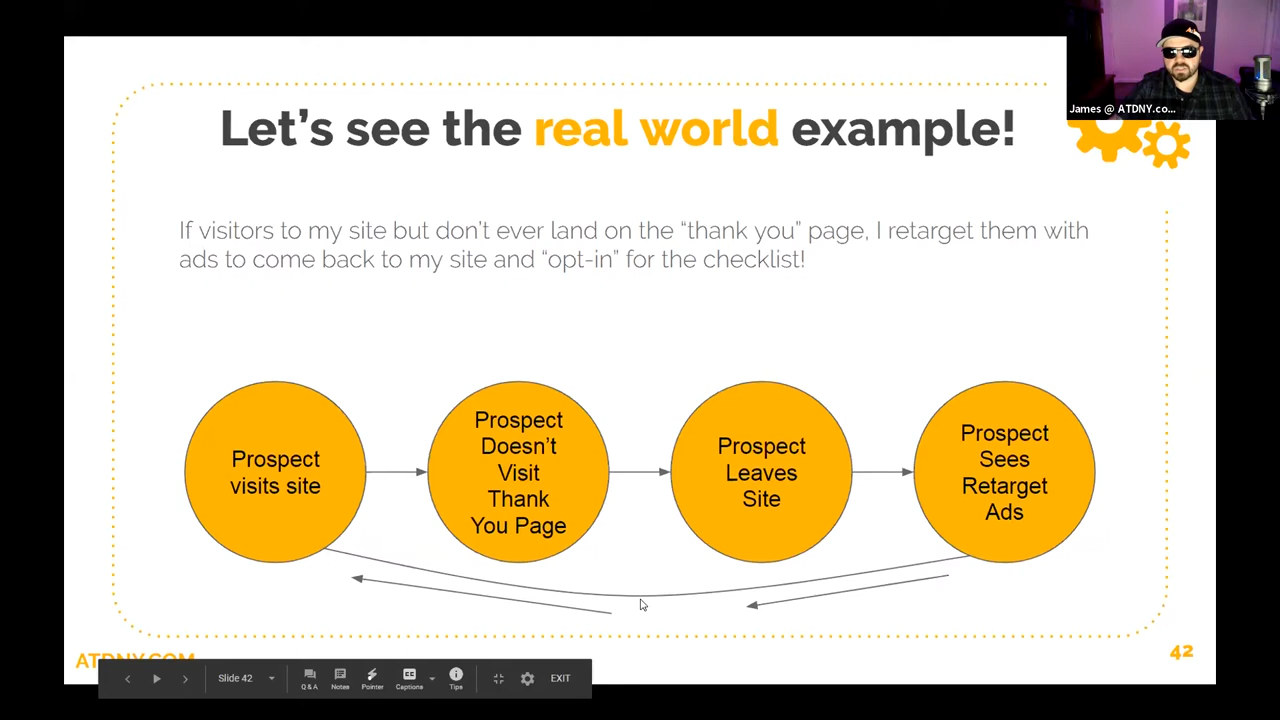 James @ ATDNY.co...
Let's see the real world example!
If visitors to my site but don't ever land on the “thank you” page, I retarget them with
ads to come back to my site and “opt-in” for the checklist!
Prospect
visits site
Prospect
Doesn't
Visit
Thank
You Page
Prospect
Leaves
Site
Prospect
Sees
Retarget
Ads
ATDNY.COM
42
Slide 42
Q & A
Notes
Pointer
Captions
Tips
EXIT